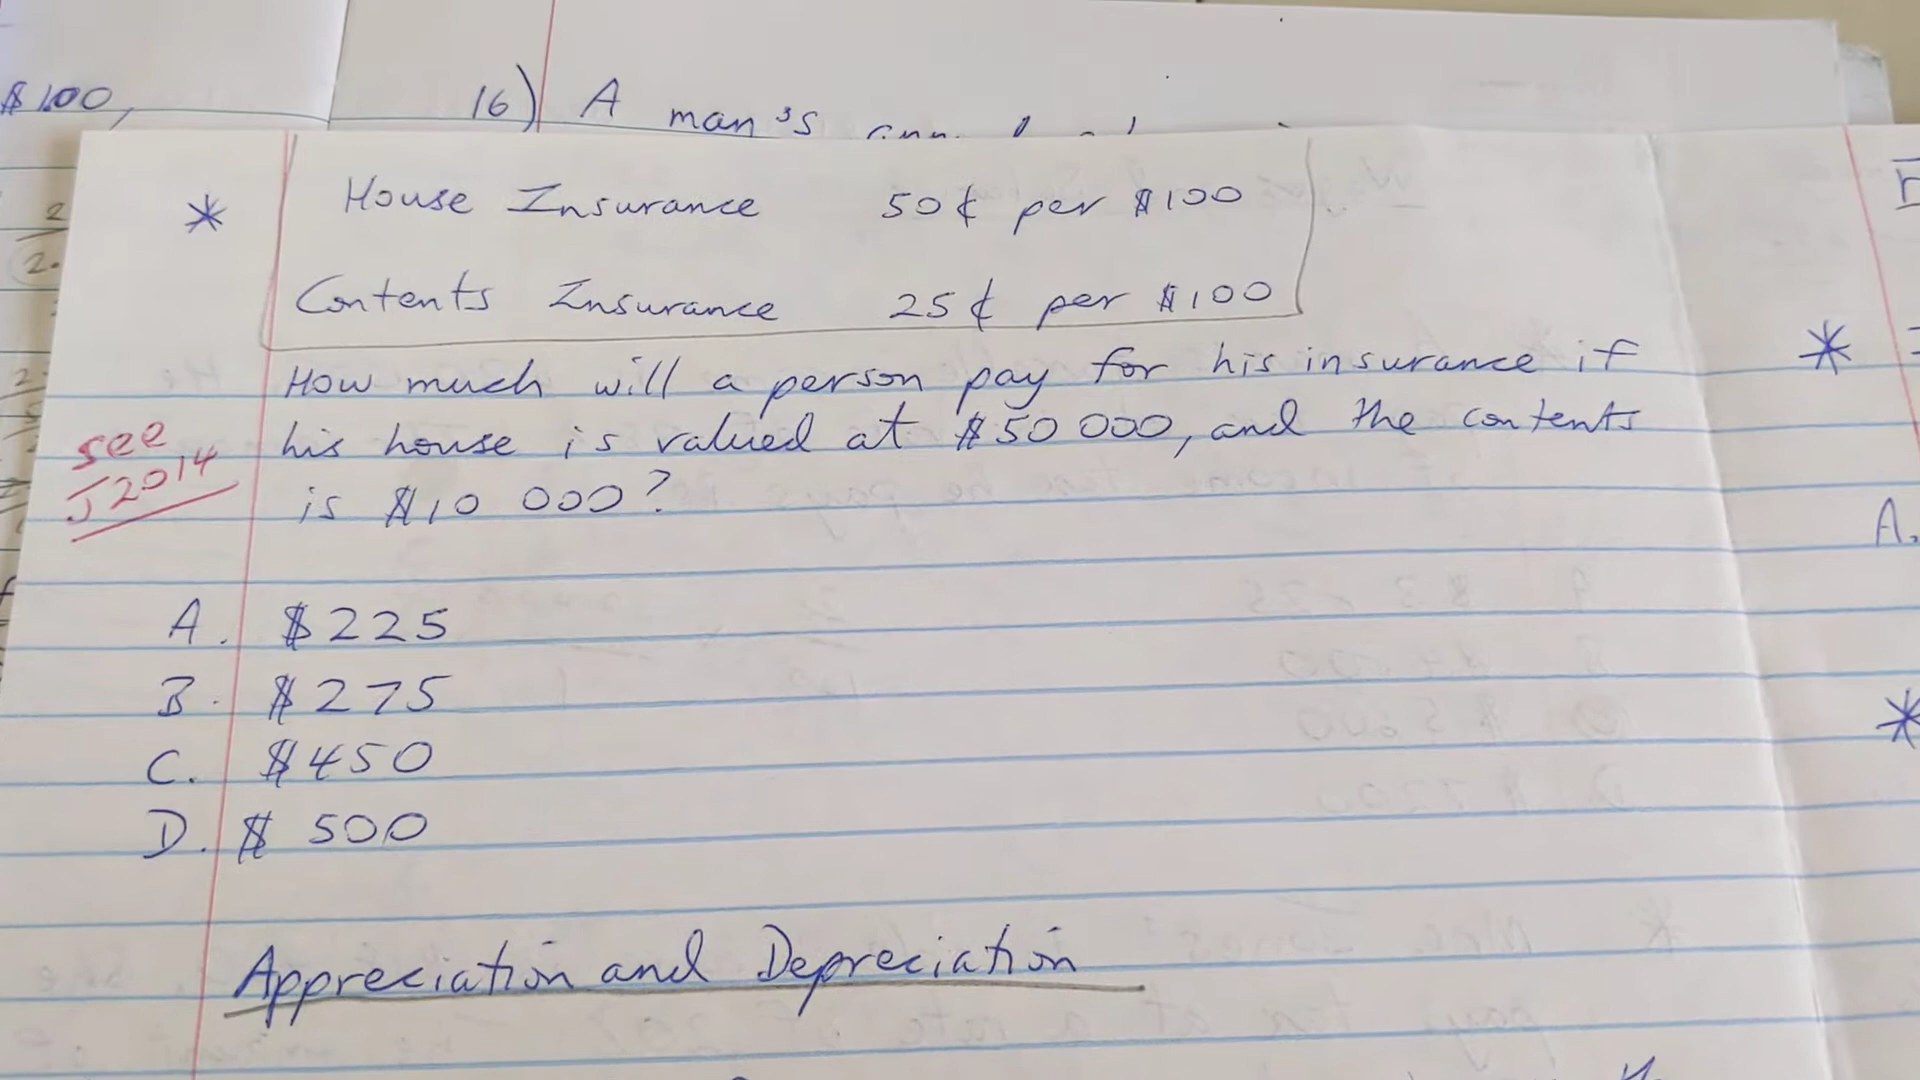 $100,
16) A man's
* House Insurance 50¢ per $100
Contents Insurance 25¢ per $100
How much will a person pay for his insurance if
his house is valued at $50 000, and the contents
is $10 000?
see
J2014
A. $225
B. $275
C. $450
D. $500
Appreciation and Depreciation
*
A.
*